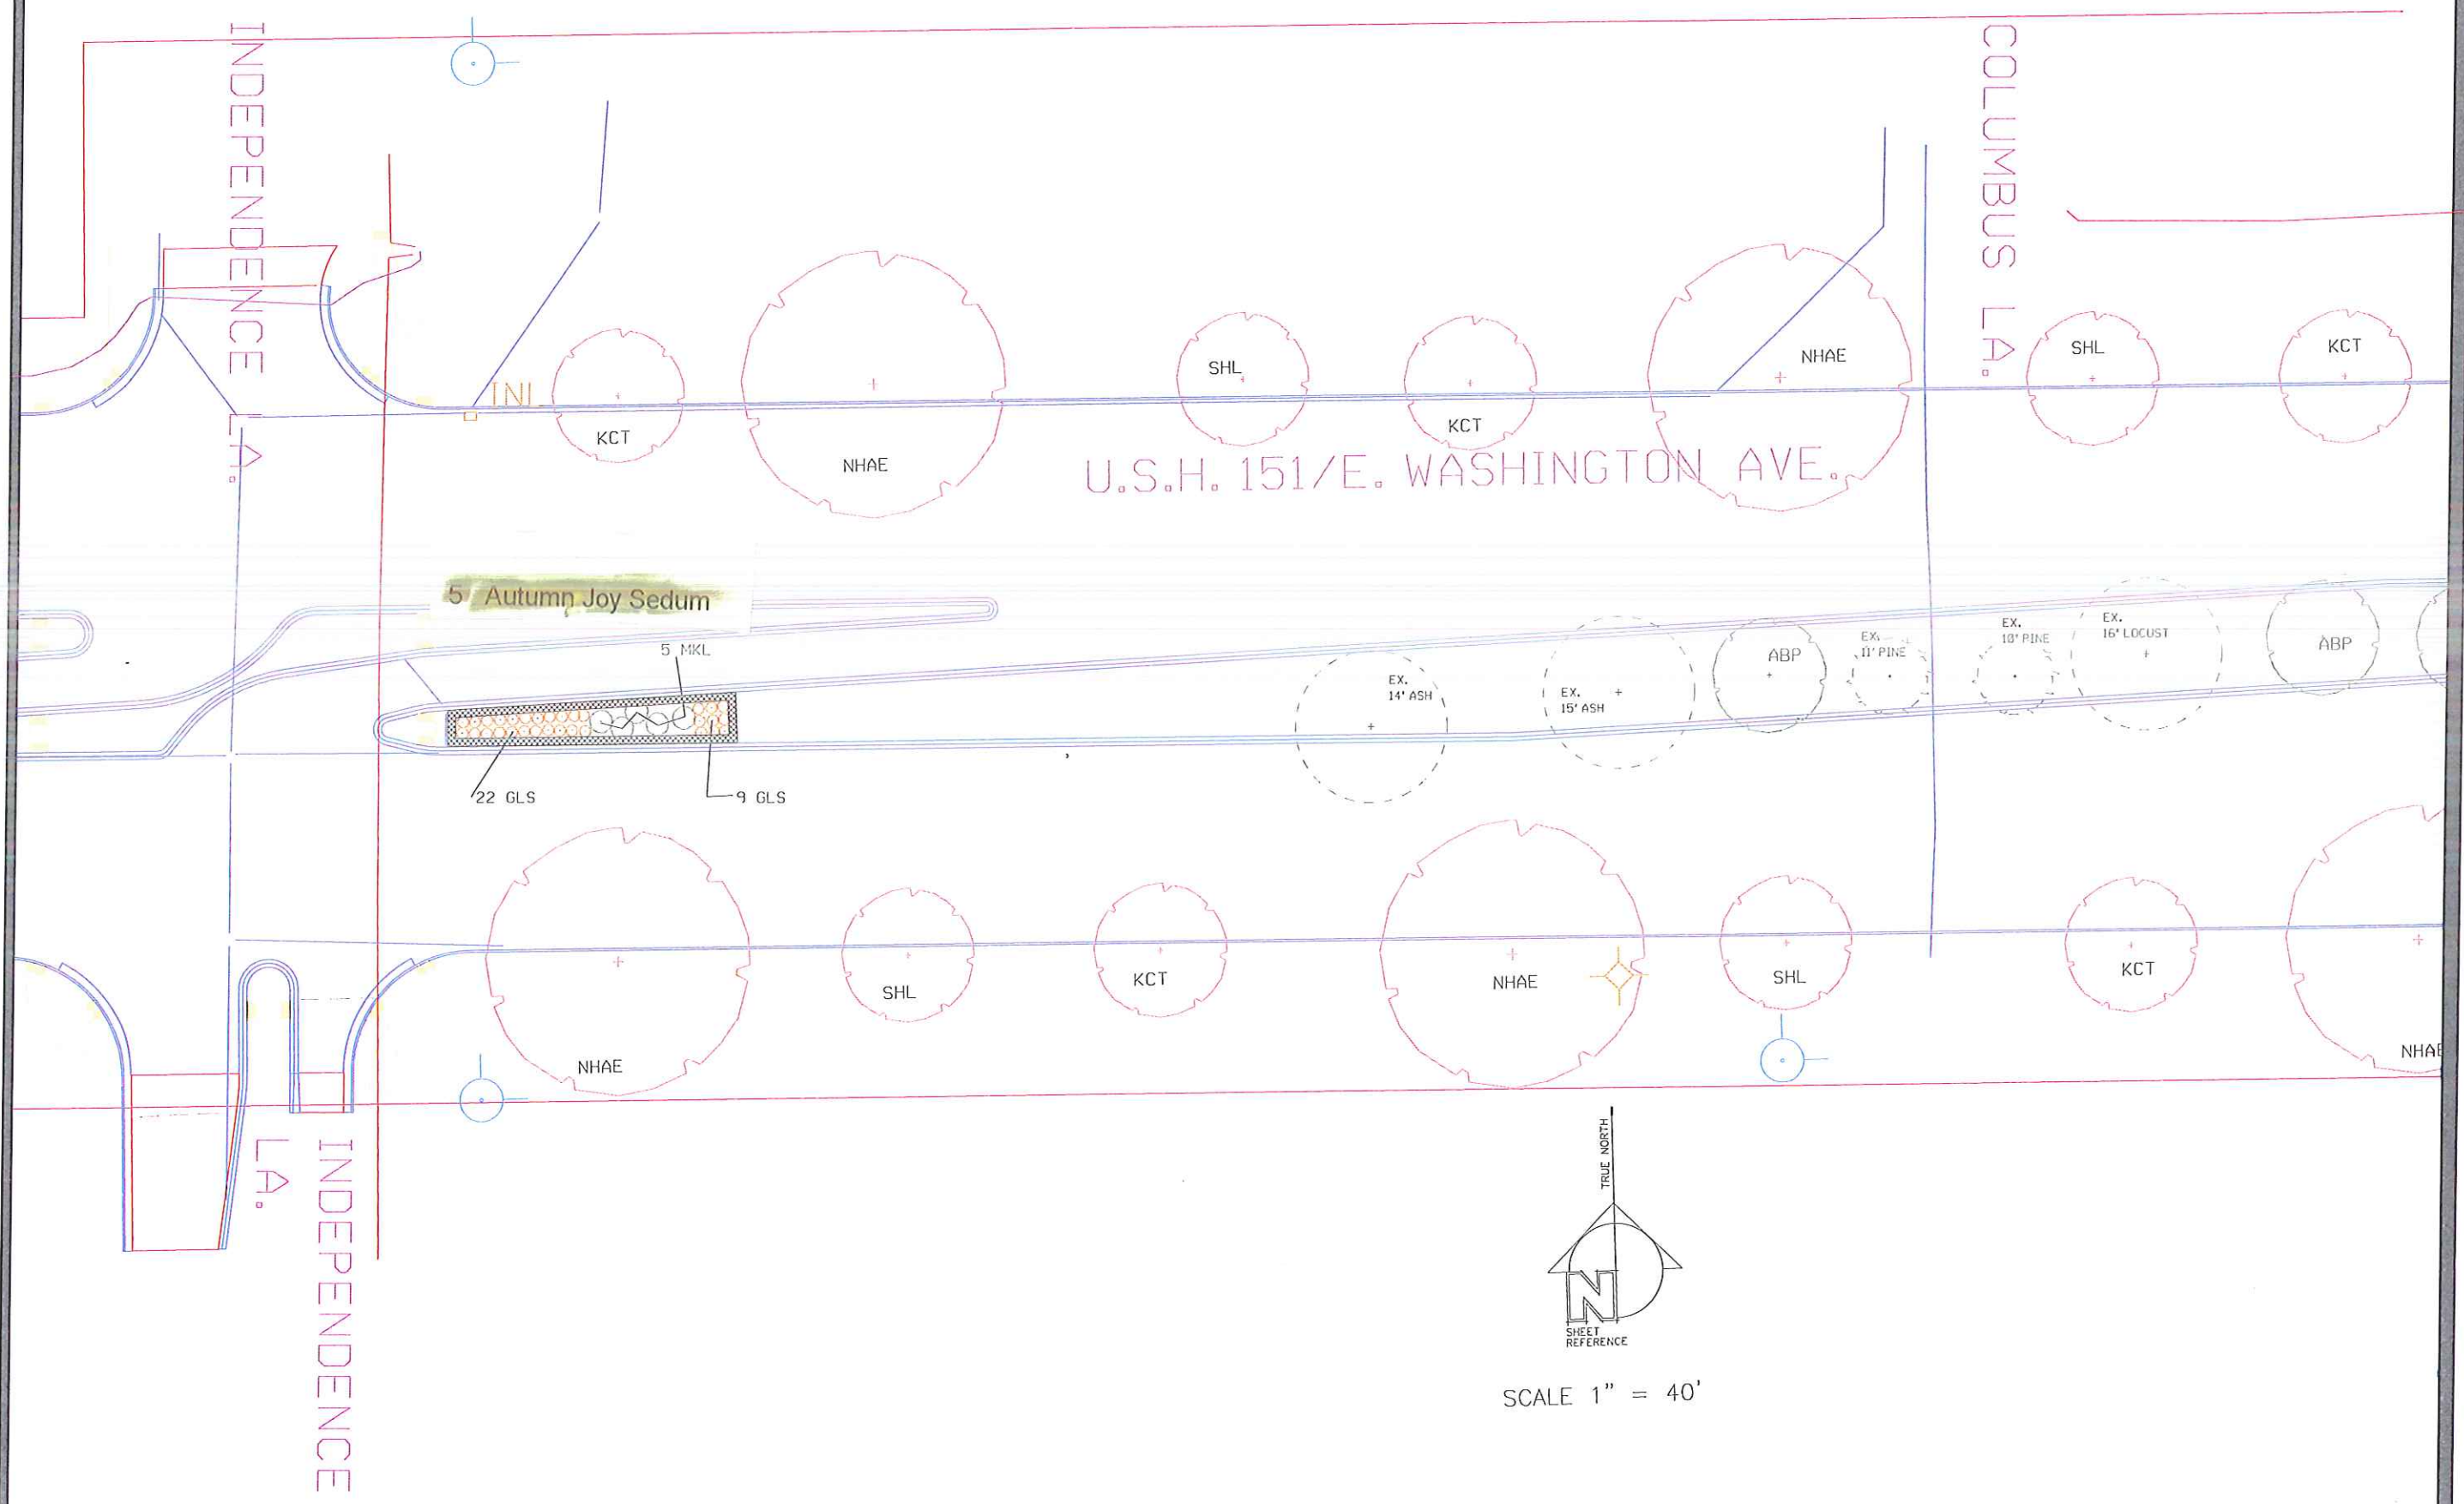 INDEPENDENCE LA.
COLUMBUS LA.
INL
KCT
NHAE
SHL
KCT
NHAE
SHL
KCT
U.S.H. 151/E. WASHINGTON AVE.
5 Autumn Joy Sedum
5 MKL
22 GLS
9 GLS
EX.
14' ASH
EX.
15' ASH
ABP
EX.
11' PINE
EX.
10' PINE
EX.
16' LOCUST
ABP
NHAE
SHL
KCT
NHAE
SHL
KCT
NHAE
INDEPENDENCE
LA.
TRUE NORTH
N
SHEET
REFERENCE
SCALE 1" = 40'